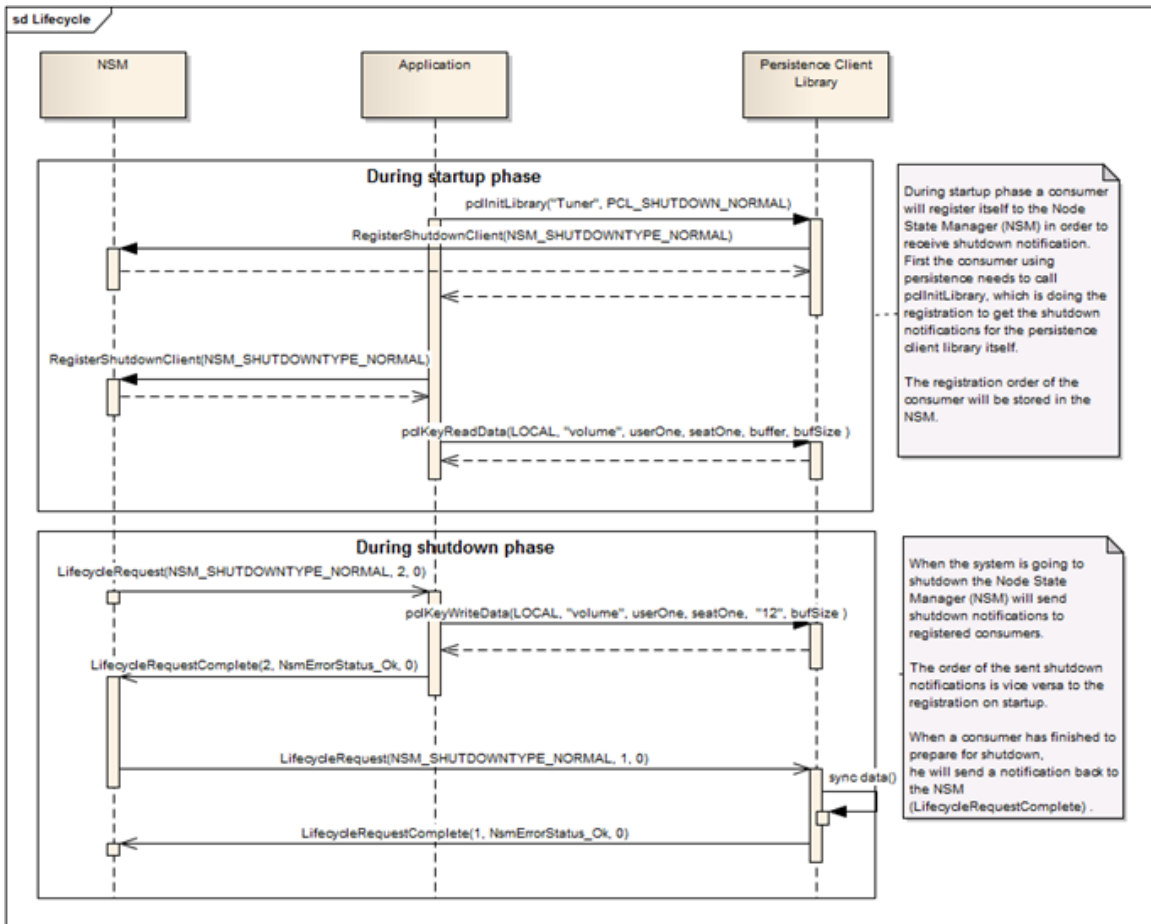 sd Lifecycle
NSM
Application
Persistence Client
Library
During startup phase
pclInitLibrary("Tuner", PCL_SHUTDOWN_NORMAL)
RegisterShutdownClient(NSM_SHUTDOWNTYPE_NORMAL)
RegisterShutdownClient(NSM_SHUTDOWNTYPE_NORMAL)
pclKeyReadData(LOCAL, "volume", userOne, seatOne, buffer, bufSize )
During startup phase a consumer
will register itself to the Node
State Manager (NSM) in order to
receive shutdown notification.
First the consumer using
persistence needs to call
pclInitLibrary, which is doing the
registration to get the shutdown
notifications for the persistence
client library itself.
The registration order of the
consumer will be stored in the
NSM.
During shutdown phase
LifecycleRequest(NSM_SHUTDOWNTYPE_NORMAL, 2, 0)
pclKeyWriteData(LOCAL, "volume", userOne, seatOne, "12", bufSize )
LifecycleRequestComplete(2, NsmErrorStatus_Ok, 0)
LifecycleRequest(NSM_SHUTDOWNTYPE_NORMAL, 1, 0)
sync data()
LifecycleRequestComplete(1, NsmErrorStatus_Ok, 0)
When the system is going to
shutdown the Node State
Manager (NSM) will send
shutdown notifications to
registered consumers.
The order of the sent shutdown
notifications is vice versa to the
registration on startup.
When a consumer has finished to
prepare for shutdown,
he will send a notification back to
the NSM
(LifecycleRequestComplete) .